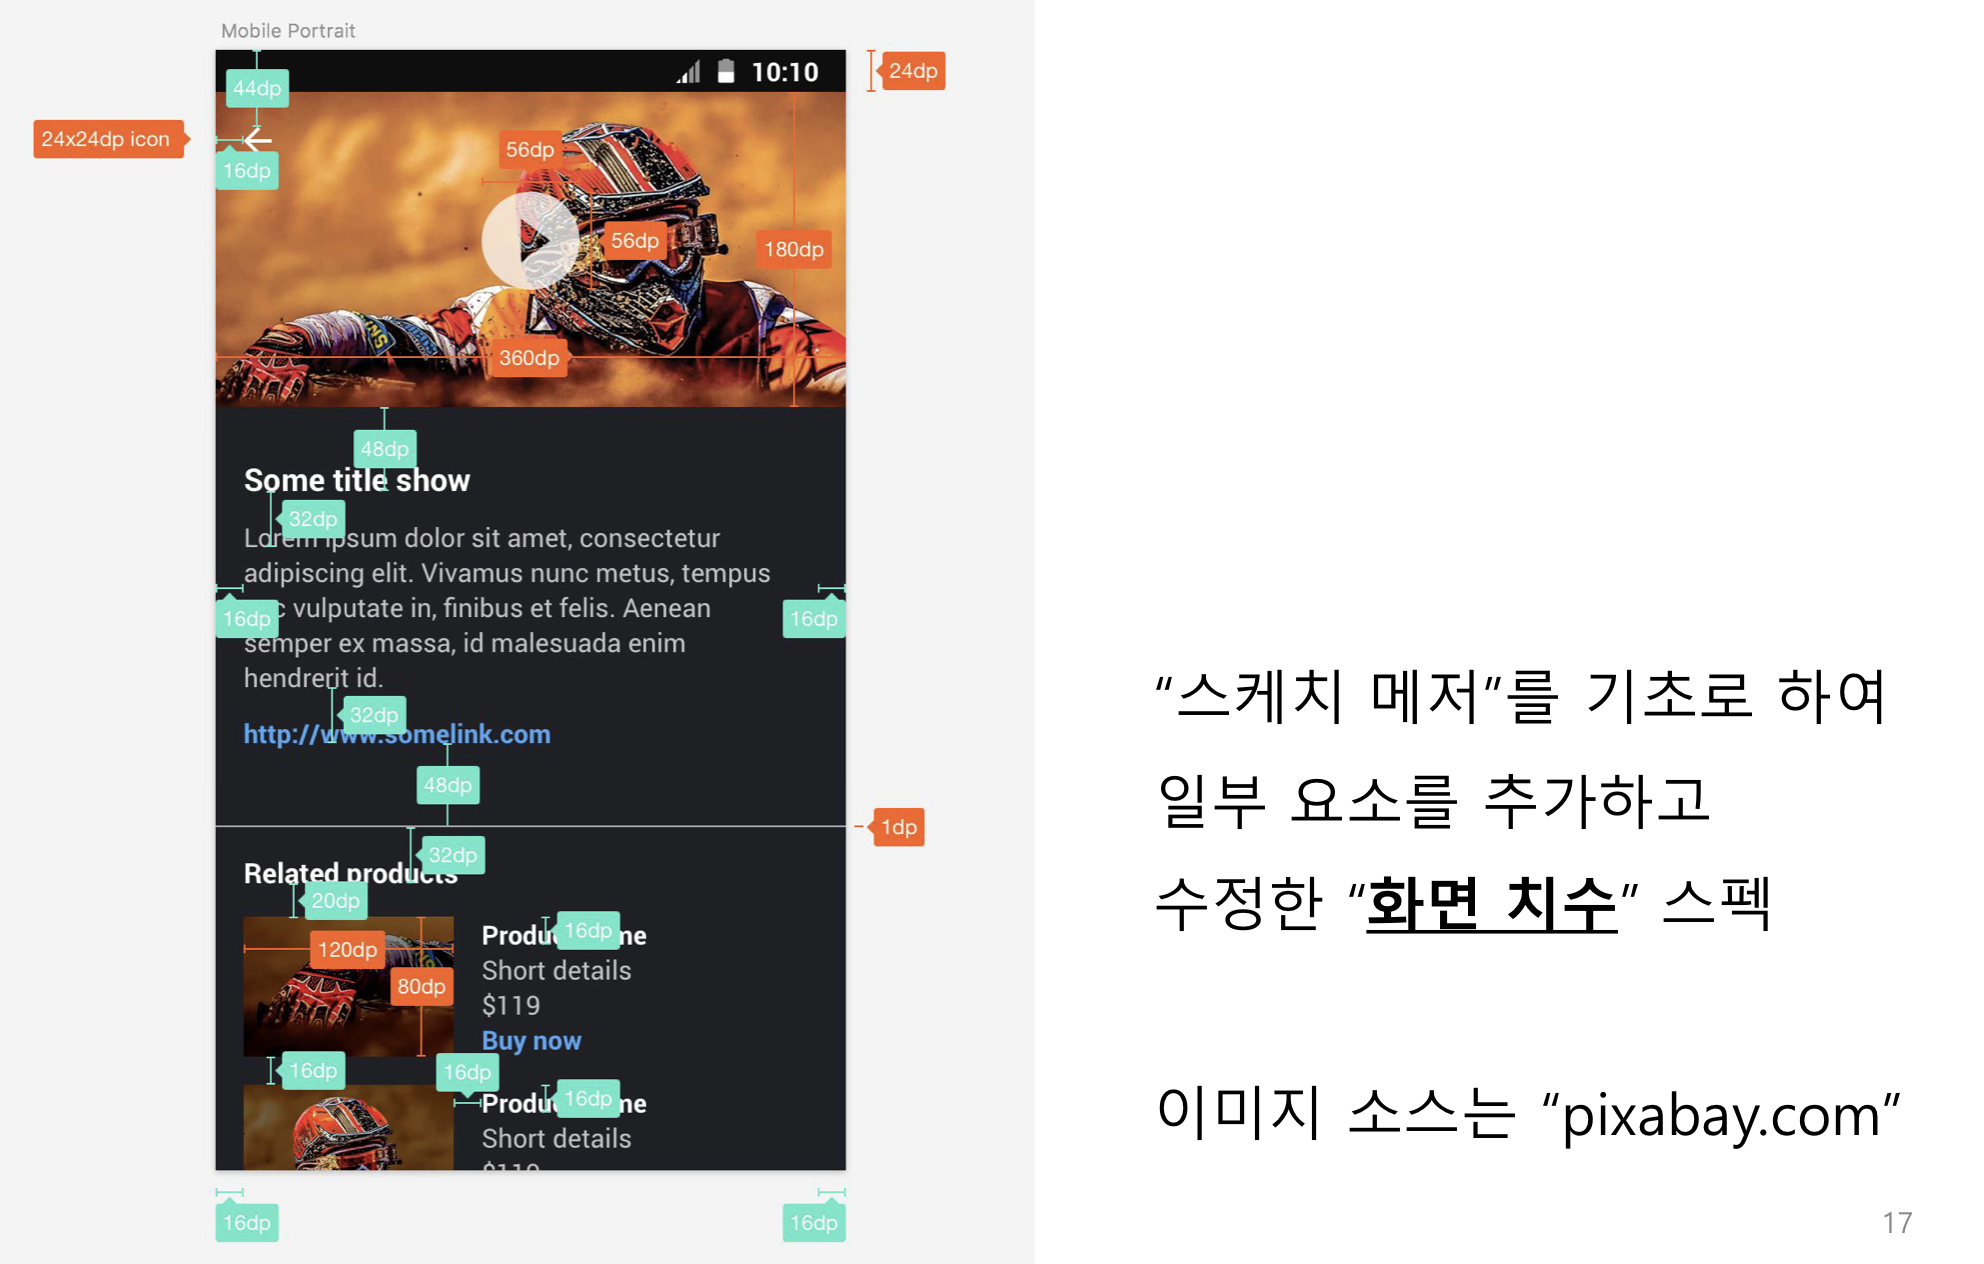 Mobile Portrait
10:10
24dp
44dp
24x24dp icon
16dp
56dp
56dp
180dp
360dp
48dp
Some title show
32dp
Lorem ipsum dolor sit amet, consectetur
adipiscing elit. Vivamus nunc metus, tempus
vulputate in, finibus et felis. Aenean
16dp
16dp
semper ex massa, id malesuada enim
hendrerit id.
32dp
http://www.somelink.com
48dp
1dp
32dp
Related products
20dp
120dp
80dp
16dp
Short details
$119
Buy now
16dp
16dp
16dp
Short details
$119
16dp
16dp
“스케치 메저”를 기초로 하여
일부 요소를 추가하고
수정한 “화면 치수” 스펙
이미지 소스는 “pixabay.com”
17